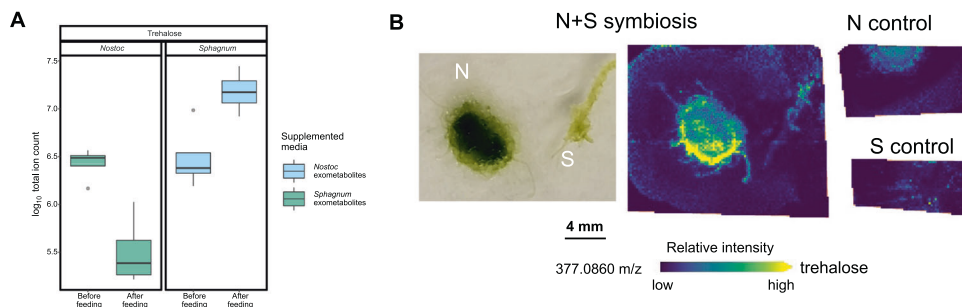 A
Trehalose
Nostoc
Sphagnum
7.5
7.0
6.5
6.0
5.5
log10 total ion count
Before
feeding
After
feeding
Before
feeding
After
feeding
Supplemented
media
Nostoc
exometabolites
Sphagnum
exometabolites
B
N+S symbiosis
N control
N
S
S control
4 mm
Relative intensity
377.0860 m/z
trehalose
low
high